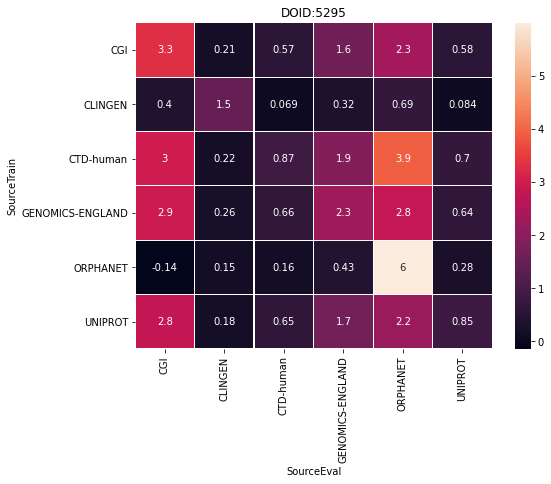 DOID:5295
SourceTrain
CGI 3.3 0.21 0.57 1.6 2.3 0.58
CLINGEN 0.4 1.5 0.069 0.32 0.69 0.084
CTD-human 3 0.22 0.87 1.9 3.9 0.7
GENOMICS-ENGLAND 2.9 0.26 0.66 2.3 2.8 0.64
ORPHANET -0.14 0.15 0.16 0.43 6 0.28
UNIPROT 2.8 0.18 0.65 1.7 2.2 0.85
CGI CLINGEN CTD-human GENOMICS-ENGLAND ORPHANET UNIPROT
SourceEval
5
4
3
2
1
0